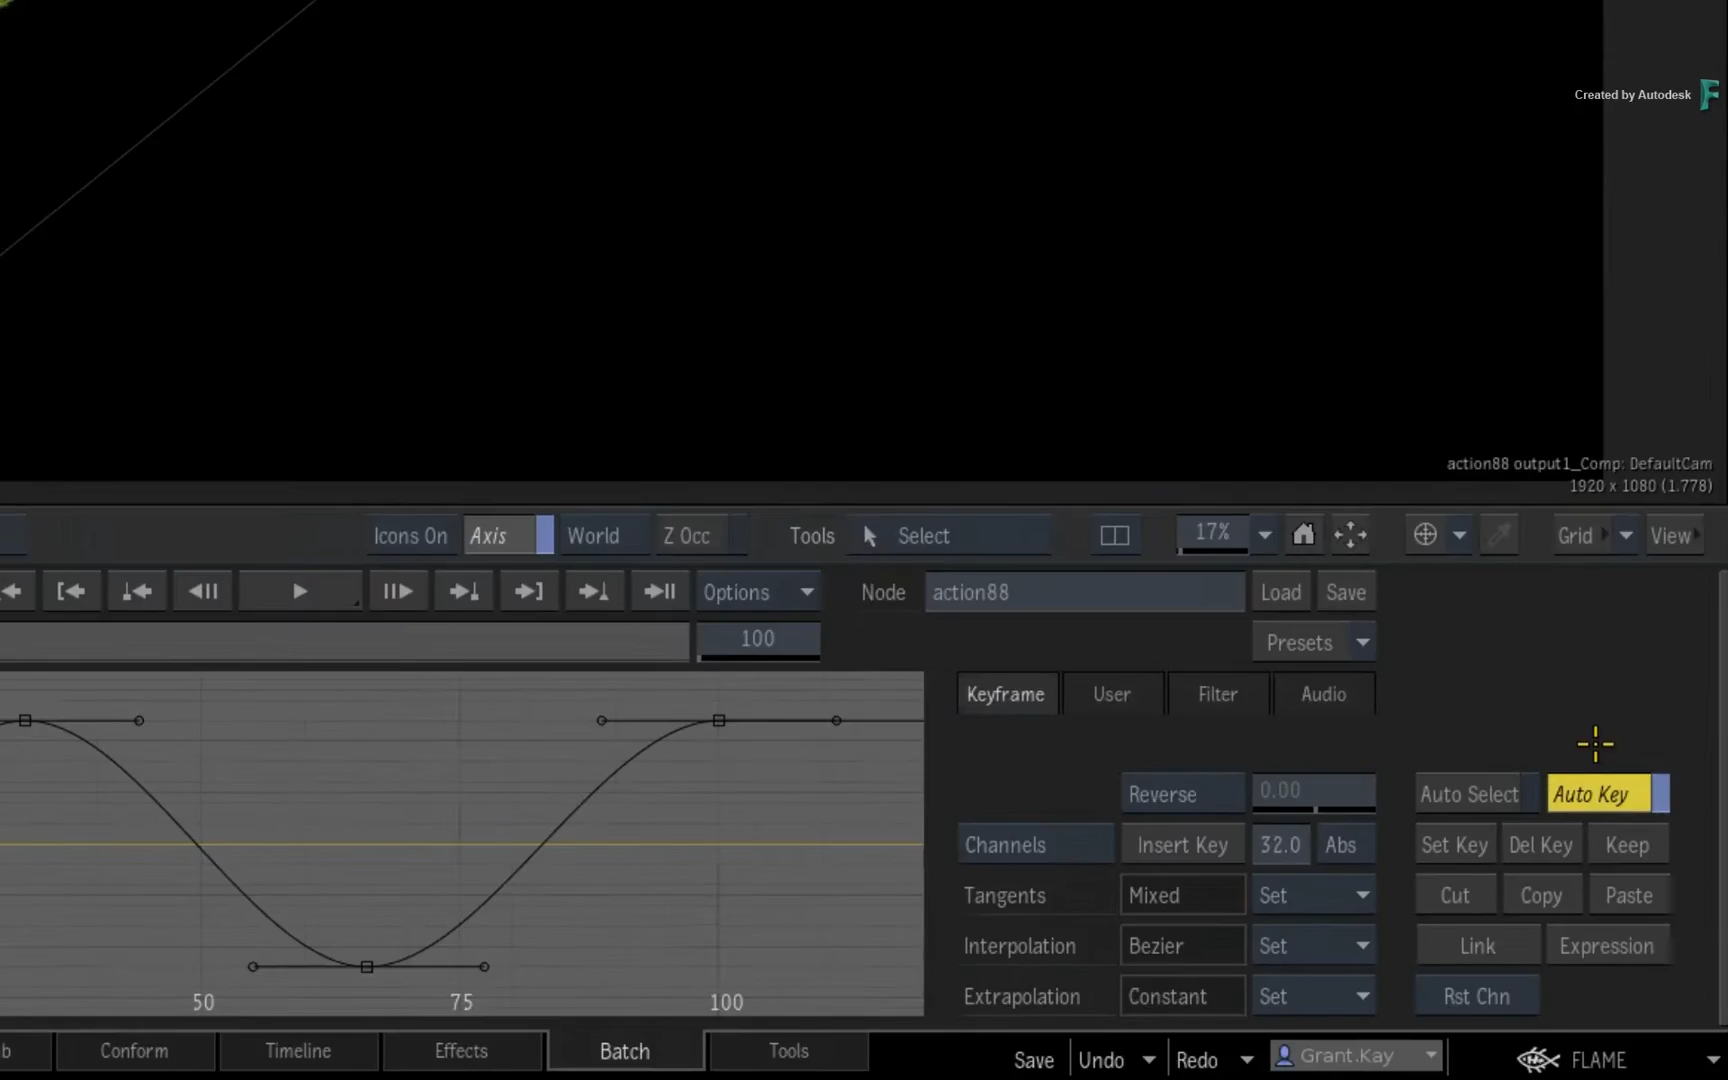 Created by Autodesk
action88 output1_Comp: DefaultCam
1920 x 1080 (1.778)
Icons On Axis World Z Occ Tools Select 17% Grid View
Options Node action88 Load Save
100 Presets
Keyframe User Filter Audio
Reverse 0.00 Auto Select Auto Key
Channels Insert Key 32.0 Abs Set Key Del Key Keep
Tangents Mixed Set Cut Copy Paste
Interpolation Bezier Set Link Expression
Extrapolation Constant Set Rst Chn
50 75 100
b Conform Timeline Effects Batch Tools Save Undo Redo Grant.Kay FLAME